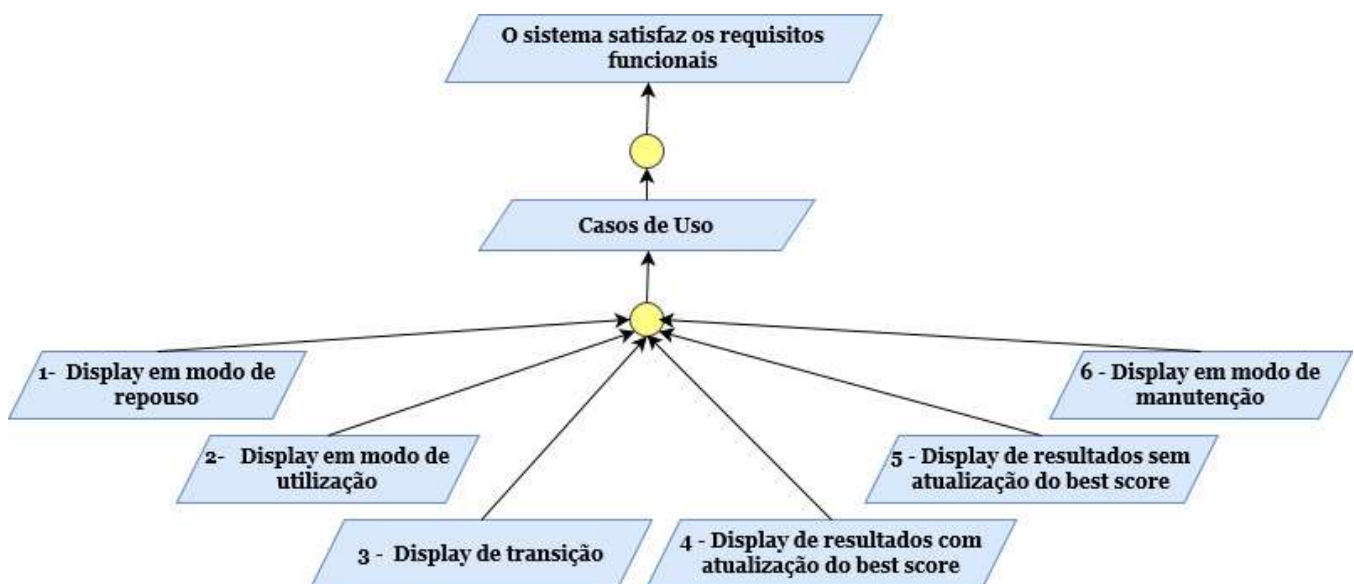 O sistema satisfaz os requisitos
funcionais
Casos de Uso
1- Display em modo de
repouso
2- Display em modo de
utilização
3 - Display de transição
4 - Display de resultados com
atualização do best score
5 - Display de resultados sem
atualização do best score
6 - Display em modo de
manutenção